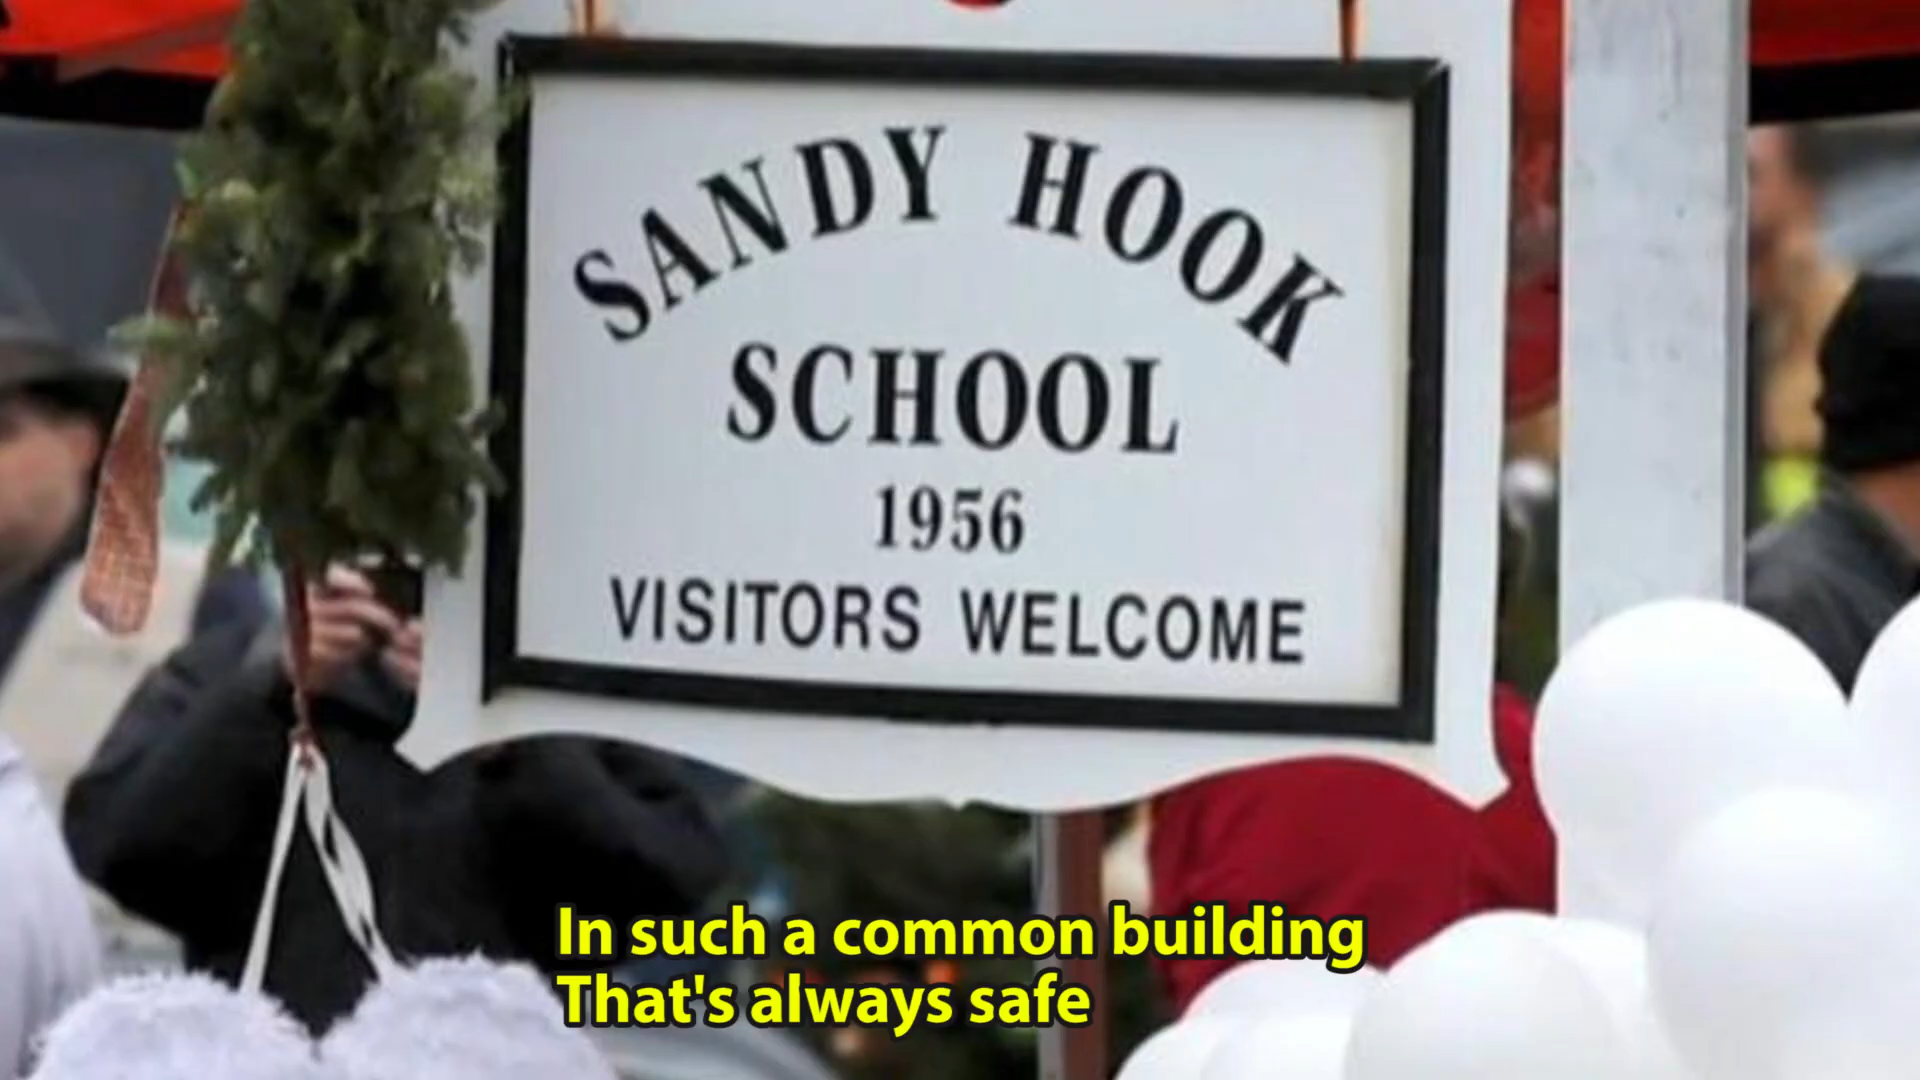 SANDY HOOK
SCHOOL
1956
VISITORS WELCOME
In such a common building
That's always safe